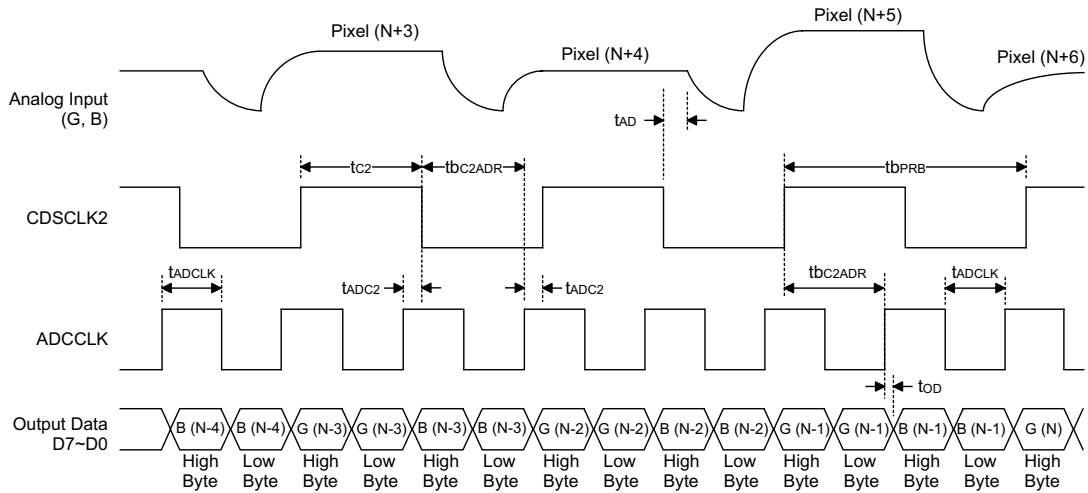 Pixel (N+3)
Pixel (N+4)
Pixel (N+5)
Pixel (N+6)
Analog Input
(G, B)
tAD
tC2
tbC2ADR
tbPRB
CDSCLK2
tADCLK
tADC2
tADC2
tbC2ADR
tADCLK
ADCCLK
tOD
Output Data
D7~D0
B (N-4) B (N-4) G (N-3) G (N-3) B (N-3) B (N-3) G (N-2) G (N-2) B (N-2) B (N-2) G (N-1) G (N-1) B (N-1) B (N-1) G (N)
High Low High Low High Low High Low High Low High Low High Low High
Byte Byte Byte Byte Byte Byte Byte Byte Byte Byte Byte Byte Byte Byte Byte